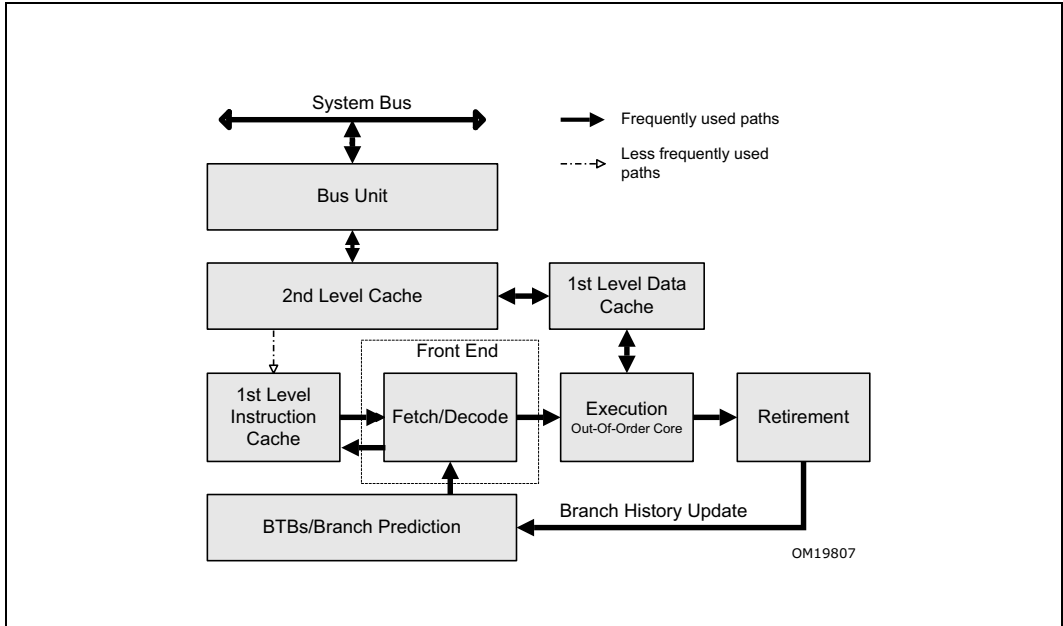 System Bus
Frequently used paths
Less frequently used
paths
Bus Unit
2nd Level Cache
1st Level Data
Cache
Front End
1st Level
Instruction
Cache
Fetch/Decode
Execution
Out-Of-Order Core
Retirement
BTBs/Branch Prediction
Branch History Update
OM19807